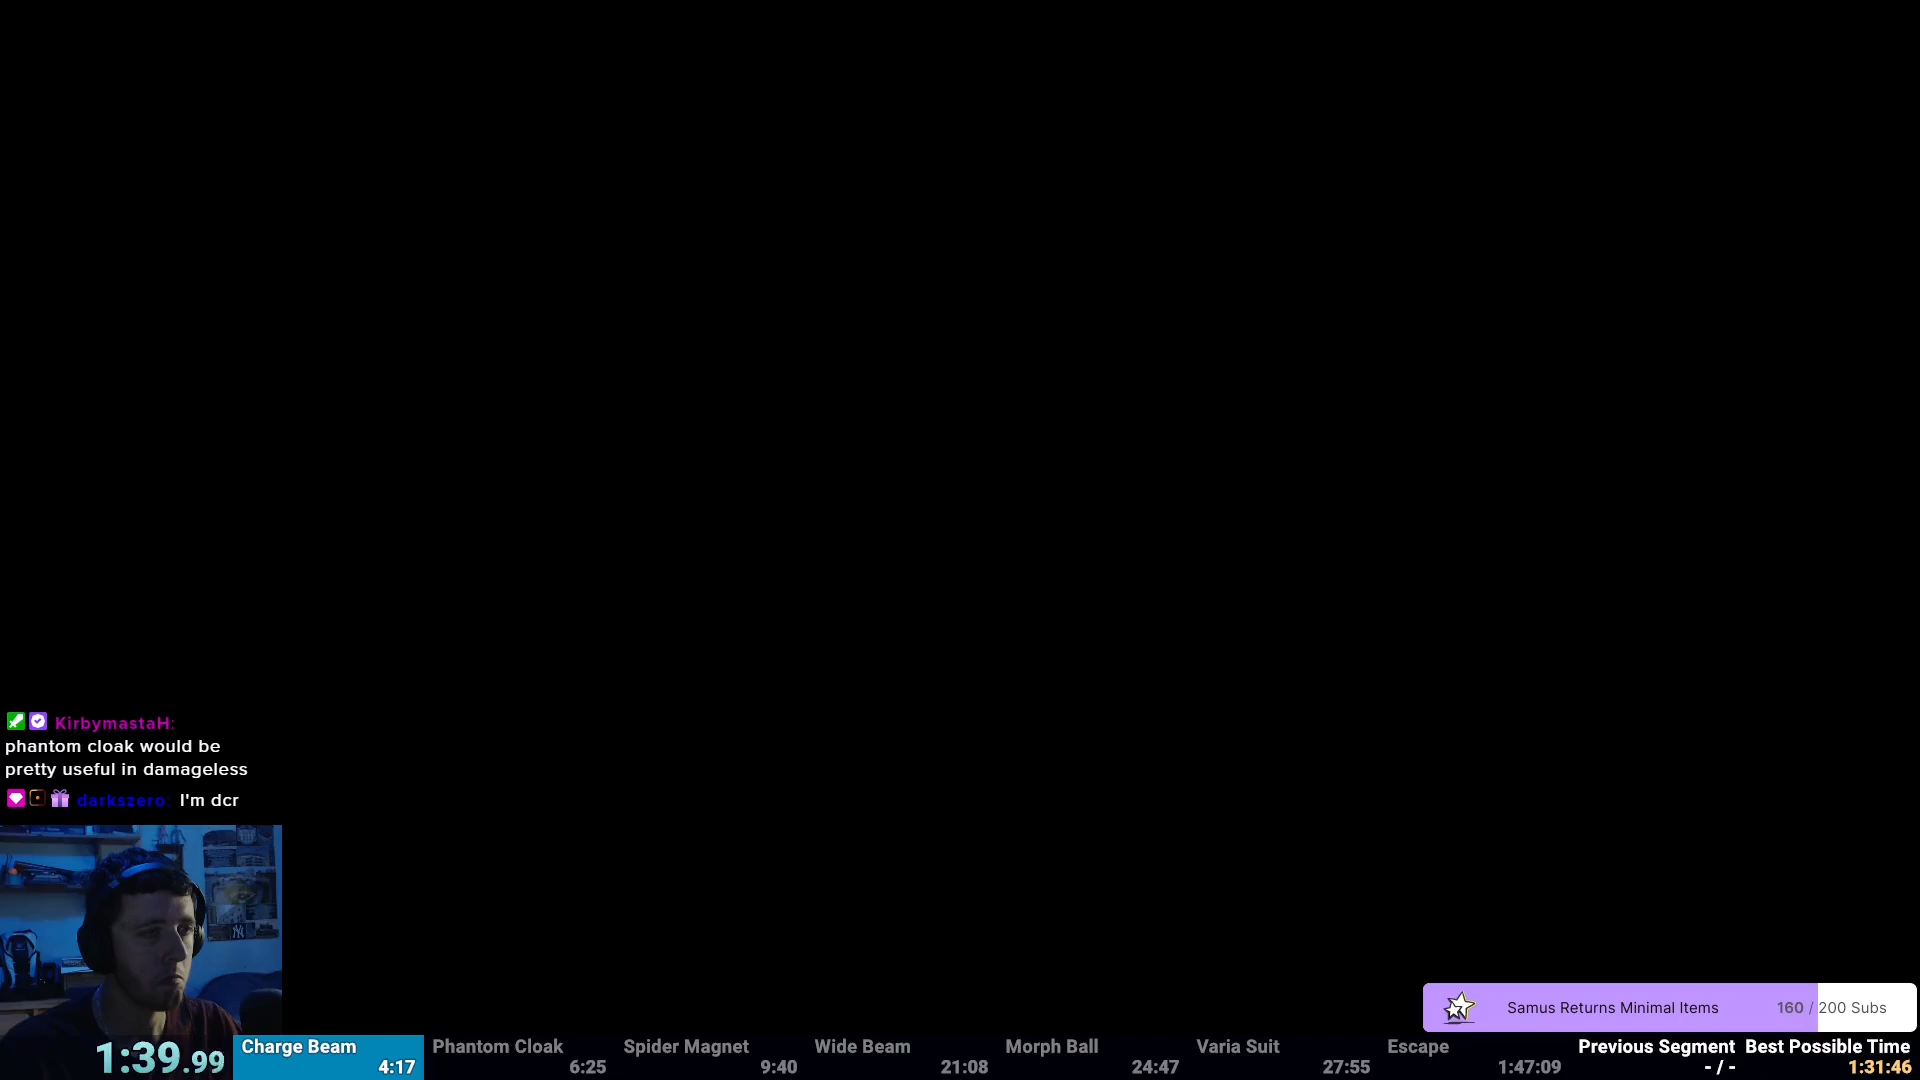 KirbymastaH:
phantom cloak would be
pretty useful in damageless
darkszero: I'm dcr
Samus Returns Minimal Items 160 / 200 Subs
1:39.99
Charge Beam 4:17
Phantom Cloak 6:25
Spider Magnet 9:40
Wide Beam 21:08
Morph Ball 24:47
Varia Suit 27:55
Escape 1:47:09
Previous Segment - / -
Best Possible Time 1:31:46